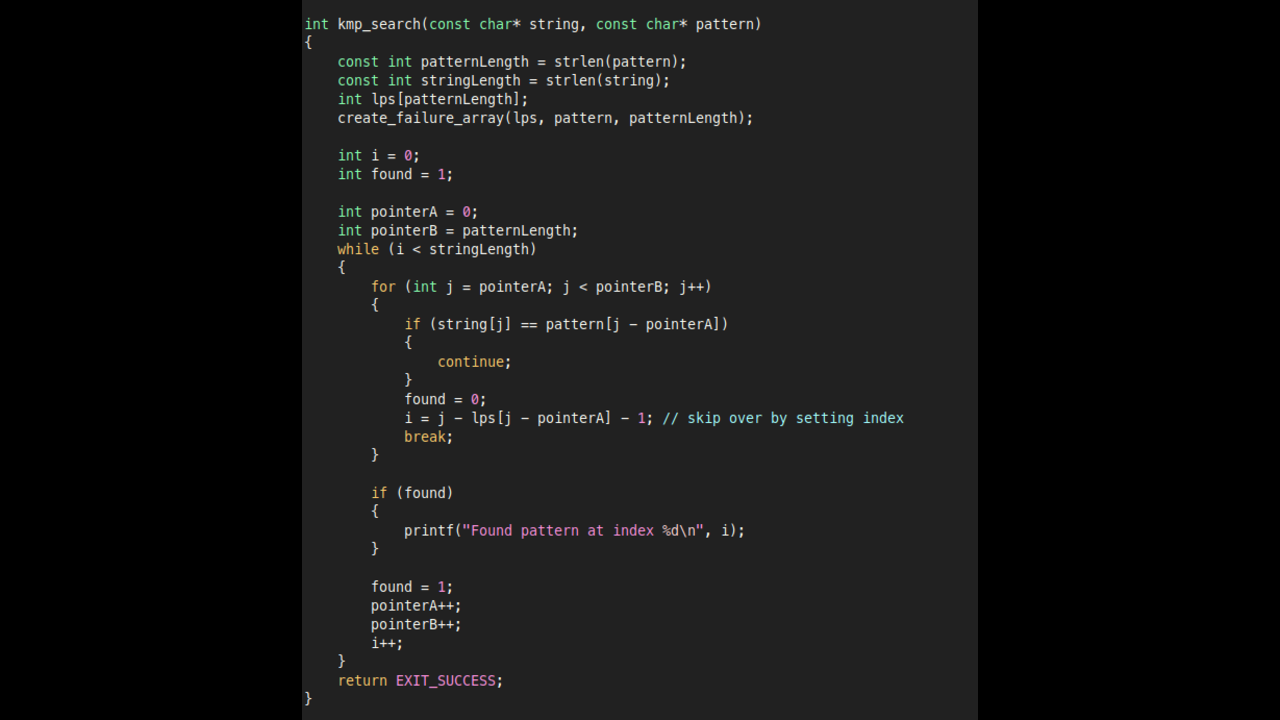 int kmp_search(const char* string, const char* pattern)
{
    const int patternLength = strlen(pattern);
    const int stringLength = strlen(string);
    int lps[patternLength];
    create_failure_array(lps, pattern, patternLength);

    int i = 0;
    int found = 1;

    int pointerA = 0;
    int pointerB = patternLength;
    while (i < stringLength)
    {
        for (int j = pointerA; j < pointerB; j++)
        {
            if (string[j] == pattern[j − pointerA])
            {
                continue;
            }
            found = 0;
            i = j − lps[j − pointerA] − 1; // skip over by setting index
            break;
        }

        if (found)
        {
            printf("Found pattern at index %d\n", i);
        }

        found = 1;
        pointerA++;
        pointerB++;
        i++;
    }
    return EXIT_SUCCESS;
}